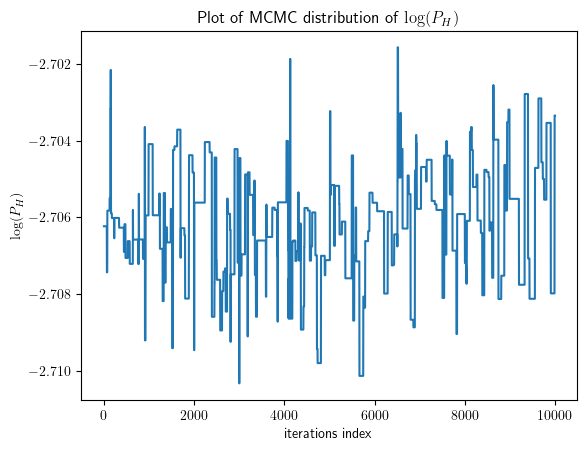 Plot of MCMC distribution of log(P_H)
log(P_H)
−2.702
−2.704
−2.706
−2.708
−2.710
0 2000 4000 6000 8000 10000
iterations index